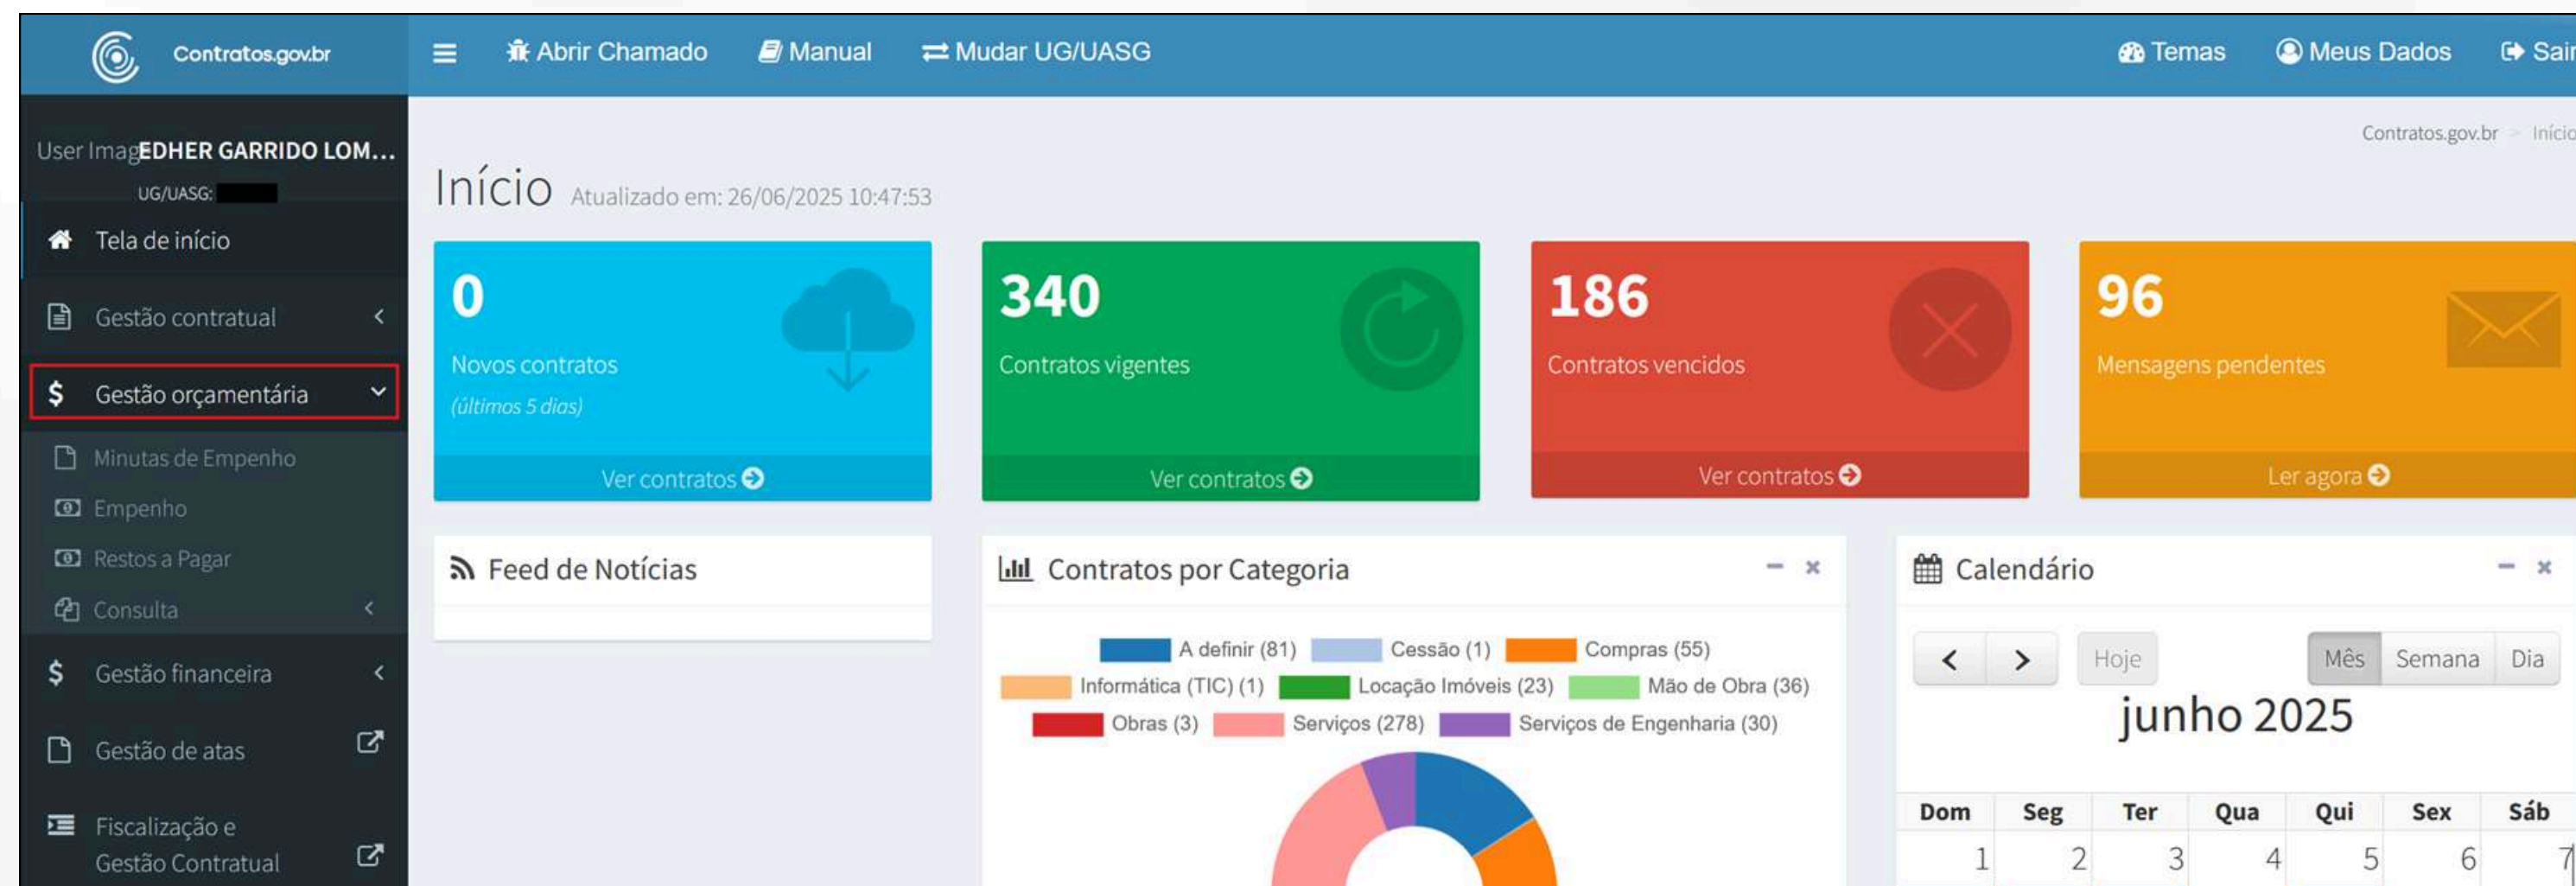 Contratos.gov.br
Abrir Chamado
Manual
Mudar UG/UASG
Temas
Meus Dados
Sair
User Imag
EDHER GARRIDO LOM...
UG/UASG:
Tela de início
Gestão contratual
Gestão orçamentária
Minutas de Empenho
Empenho
Restos a Pagar
Consulta
Gestão financeira
Gestão de atas
Fiscalização e
Gestão Contratual
Contratos.gov.br > Início
Início Atualizado em: 26/06/2025 10:47:53
0
Novos contratos
(últimos 5 dias)
Ver contratos
340
Contratos vigentes
Ver contratos
186
Contratos vencidos
Ver contratos
96
Mensagens pendentes
Ler agora
Feed de Notícias
Contratos por Categoria
A definir (81) Cessão (1) Compras (55)
Informática (TIC) (1) Locação Imóveis (23) Mão de Obra (36)
Obras (3) Serviços (278) Serviços de Engenharia (30)
Calendário
Hoje
Mês Semana Dia
junho 2025
Dom Seg Ter Qua Qui Sex Sáb
1 2 3 4 5 6 7